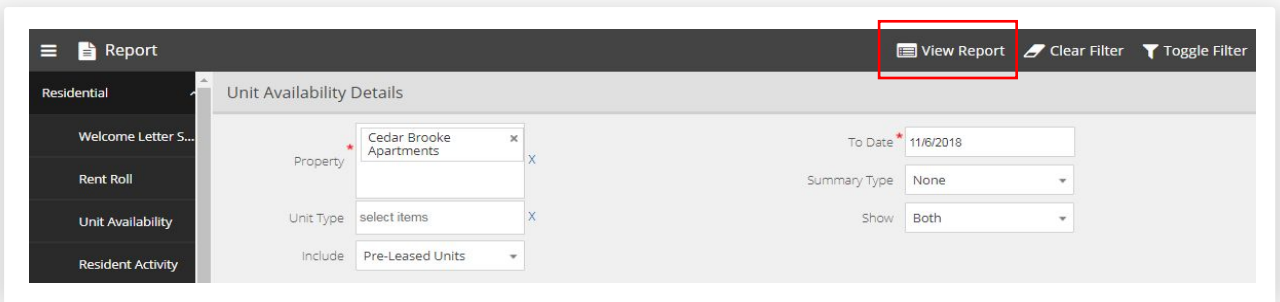 Report
View Report
Clear Filter
Toggle Filter
Residential
Unit Availability Details
Welcome Letter S...
Rent Roll
Unit Availability
Resident Activity
* Property
Cedar Brooke
Apartments
×
X
Unit Type
select items
X
Include
Pre-Leased Units
To Date *
11/6/2018
Summary Type
None
Show
Both